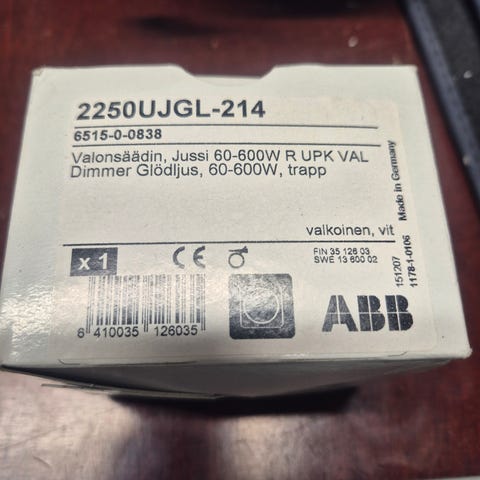 2250UJGL-214
6515-0-0838
Valonsäädin, Jussi 60-600W R UPK VAL
Dimmer Glödljus, 60-600W, trapp
valkoinen, vit
x 1
CE
FIN 35 126 03
SWE 13 600 02
151207 Made in Germany
1178-1-0106
6 410035 126035
ABB